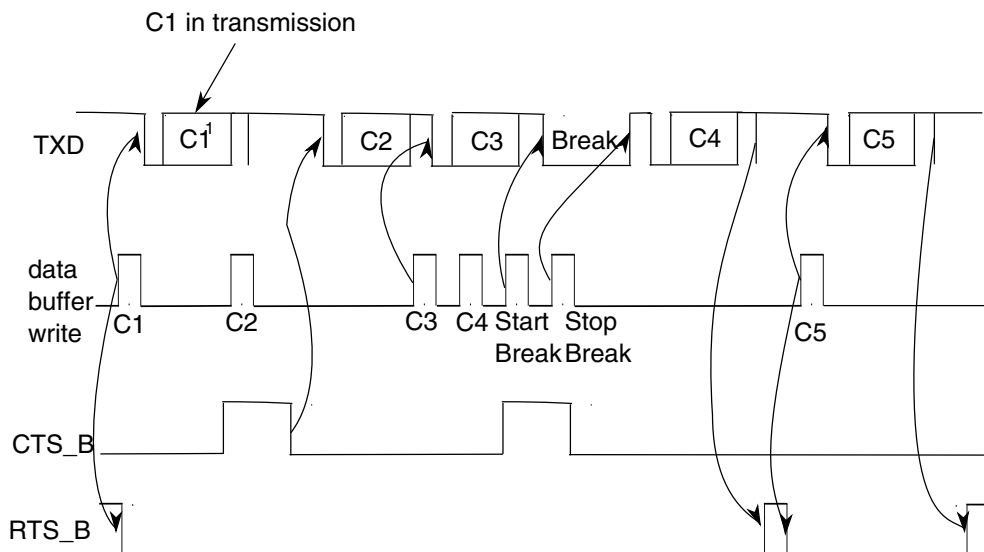 C1 in transmission
TXD
C1
1
C2
C3
Break
C4
C5
data
buffer
write
C1
C2
C3
C4
Start
Break
Stop
Break
C5
CTS_B
RTS_B